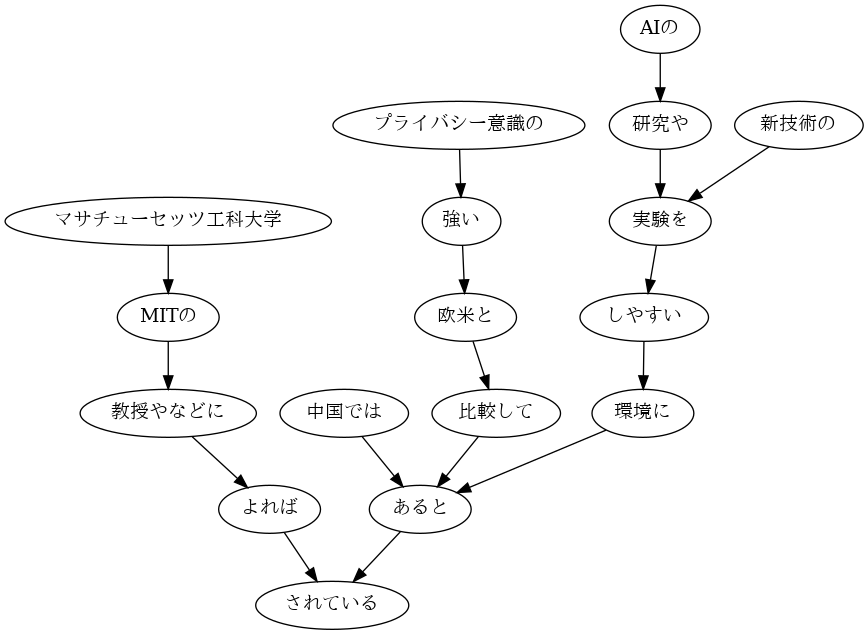 AIの
プライバシー意識の
研究や
新技術の
マサチューセッツ工科大学
強い
実験を
MITの
欧米と
しやすい
教授やなどに
中国では
比較して
環境に
よれば
あると
されている